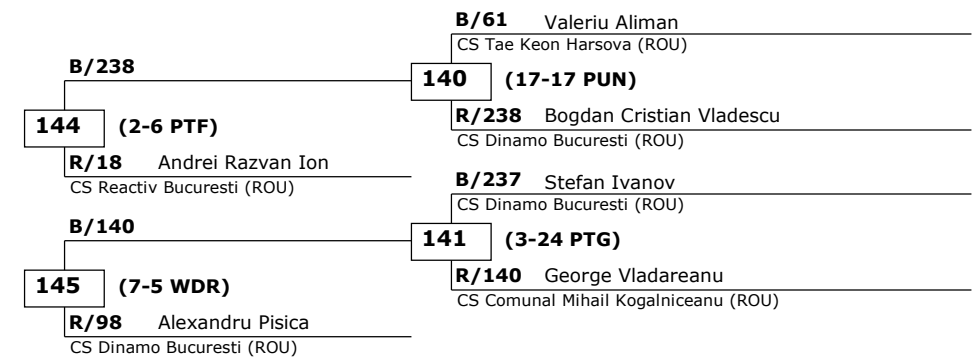 B/61 Valeriu Aliman
CS Tae Keon Harsova (ROU)
B/238
140 (17-17 PUN)
R/238 Bogdan Cristian Vladescu
CS Dinamo Bucuresti (ROU)
144 (2-6 PTF)
R/18 Andrei Razvan Ion
CS Reactiv Bucuresti (ROU)
B/237 Stefan Ivanov
CS Dinamo Bucuresti (ROU)
B/140
141 (3-24 PTG)
R/140 George Vladareanu
CS Comunal Mihail Kogalniceanu (ROU)
145 (7-5 WDR)
R/98 Alexandru Pisica
CS Dinamo Bucuresti (ROU)